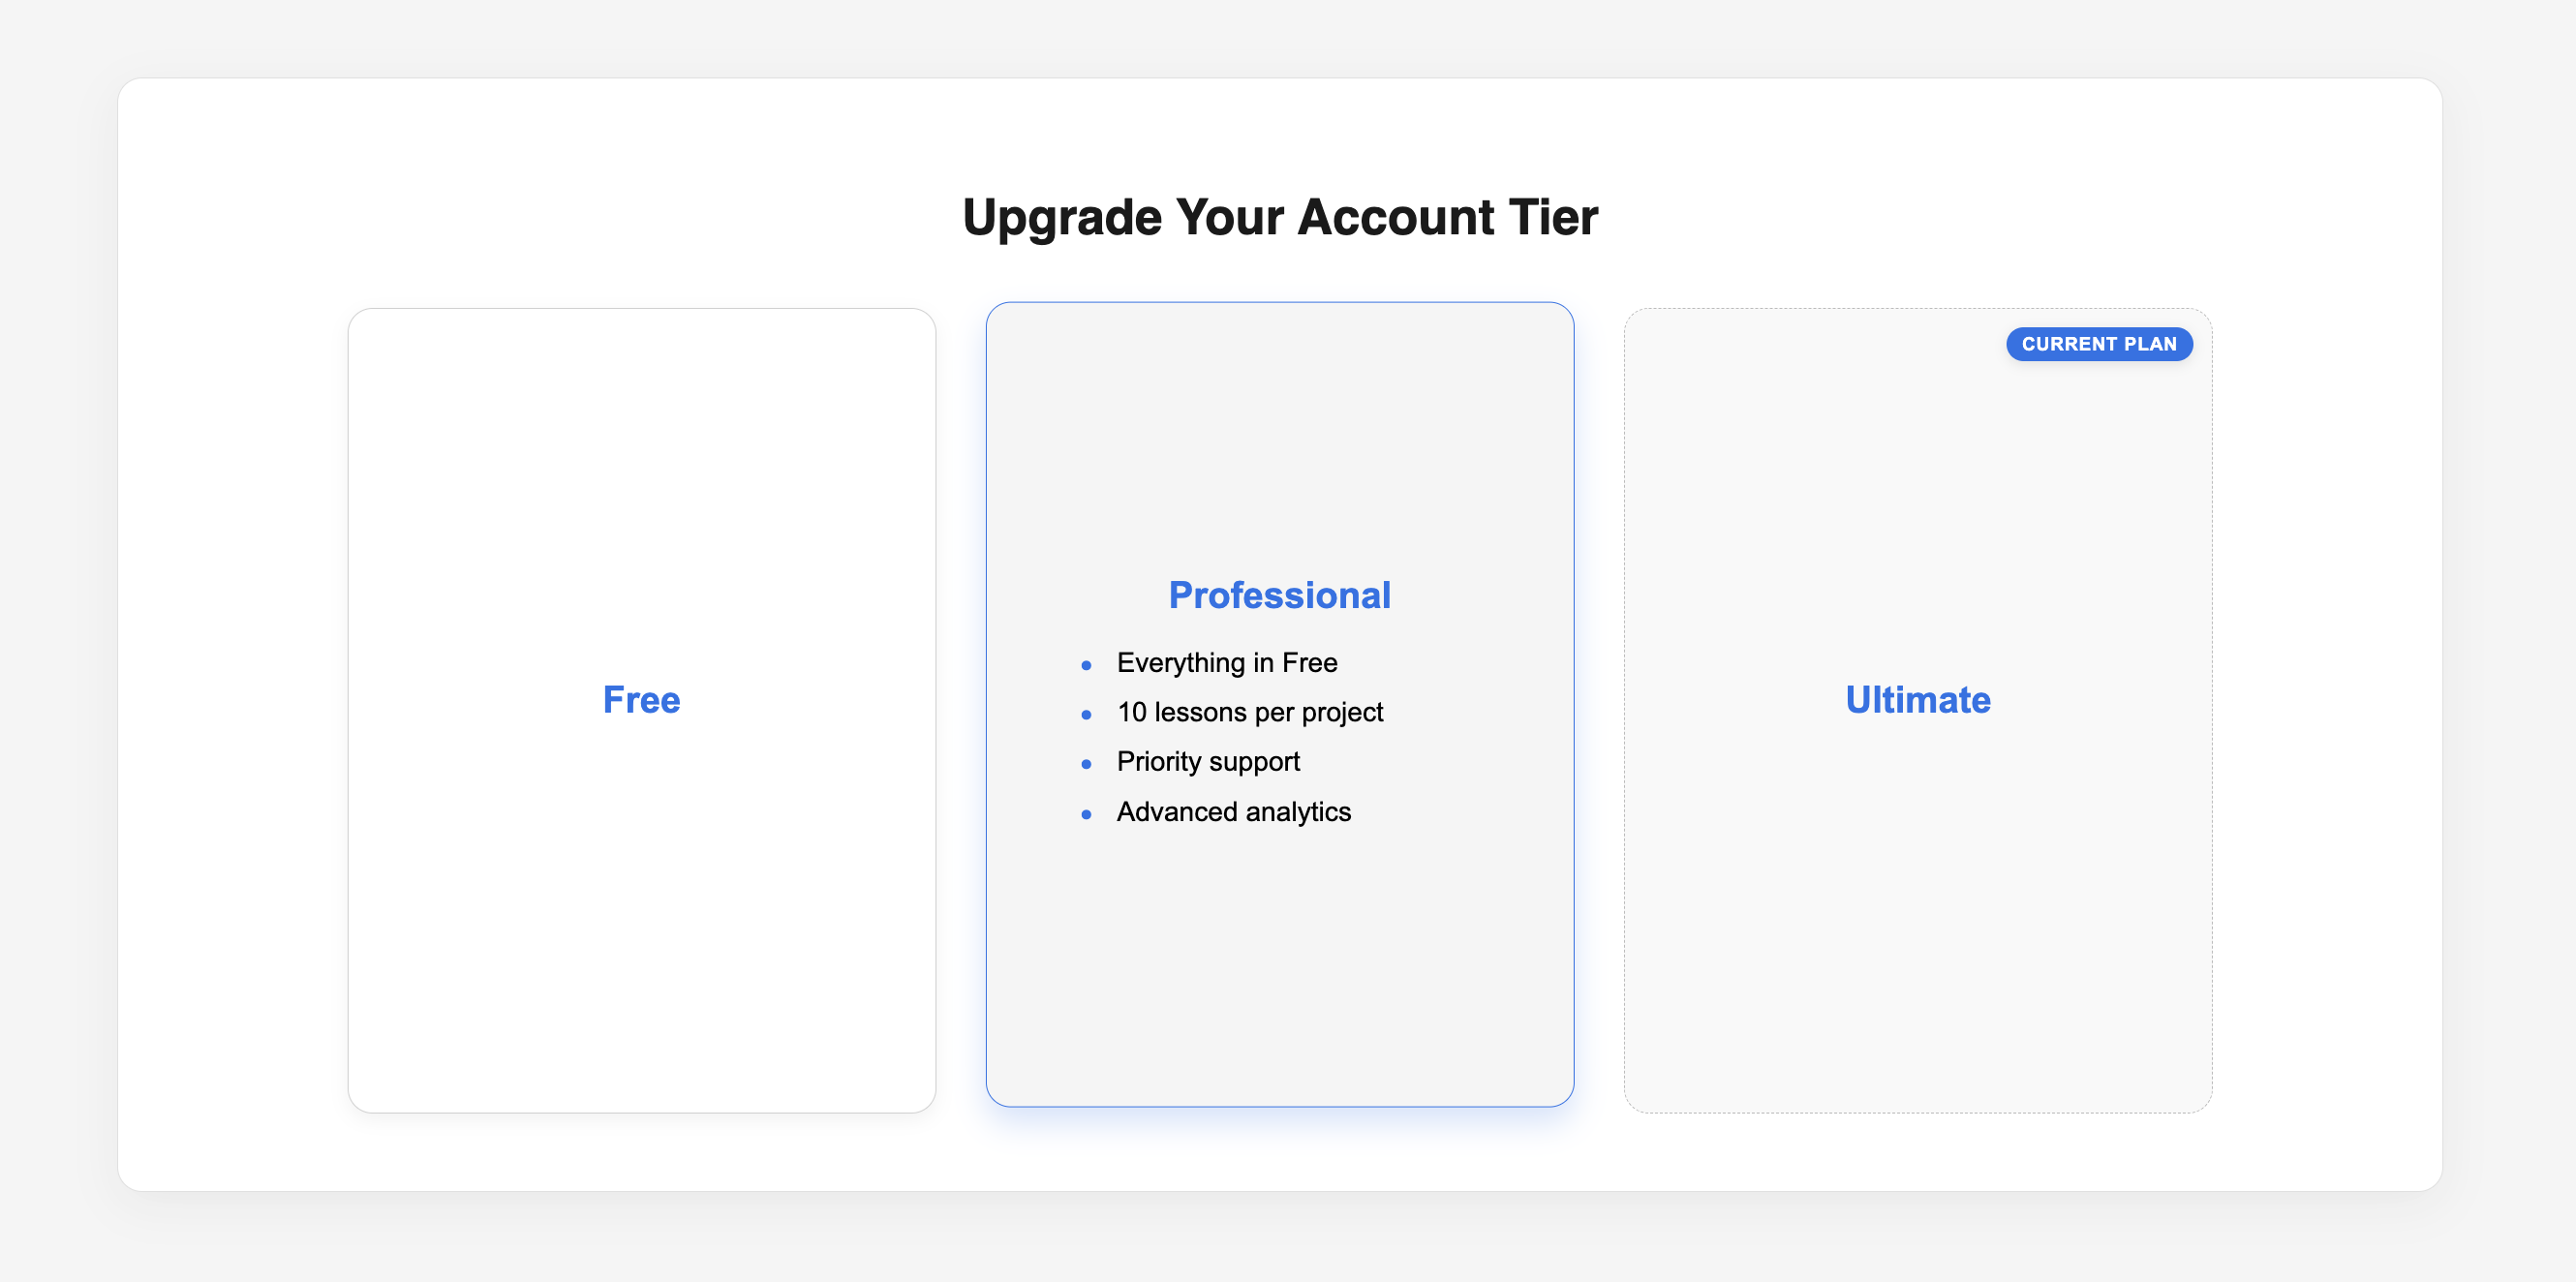 Upgrade Your Account Tier
Free
Professional
Everything in Free
10 lessons per project
Priority support
Advanced analytics
CURRENT PLAN
Ultimate